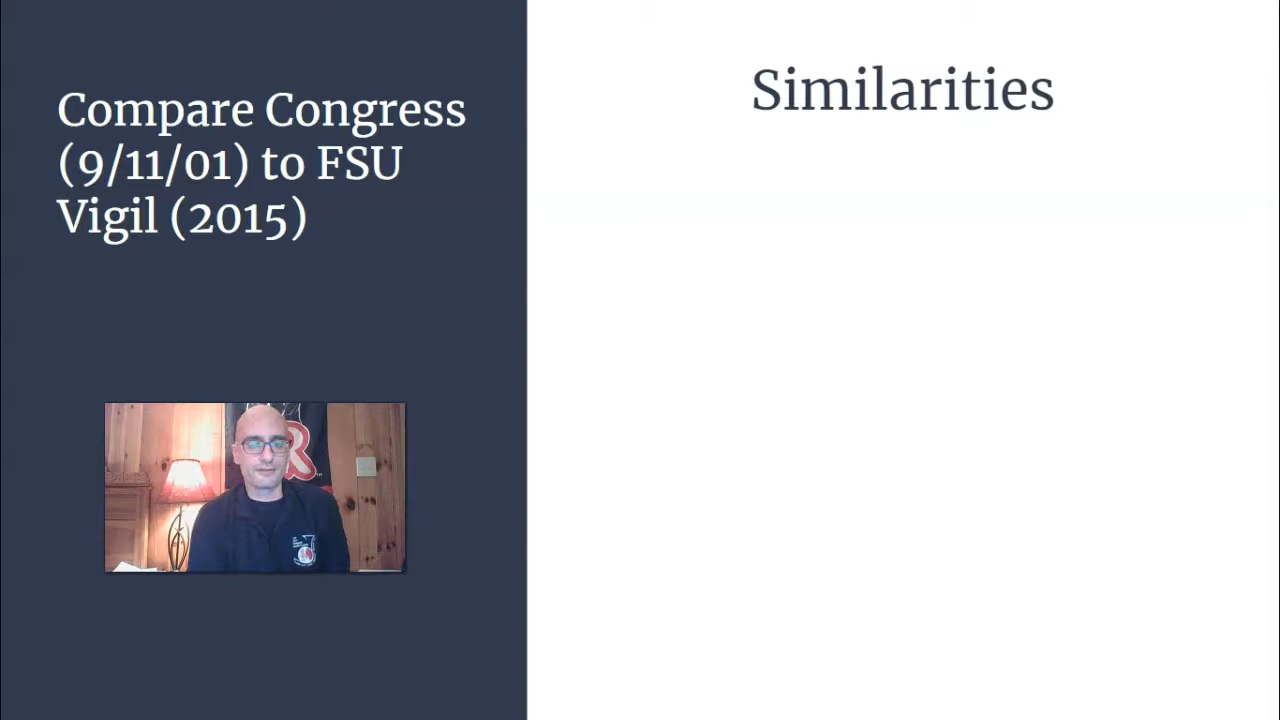 Compare Congress
(9/11/01) to FSU
Vigil (2015)
Similarities
R